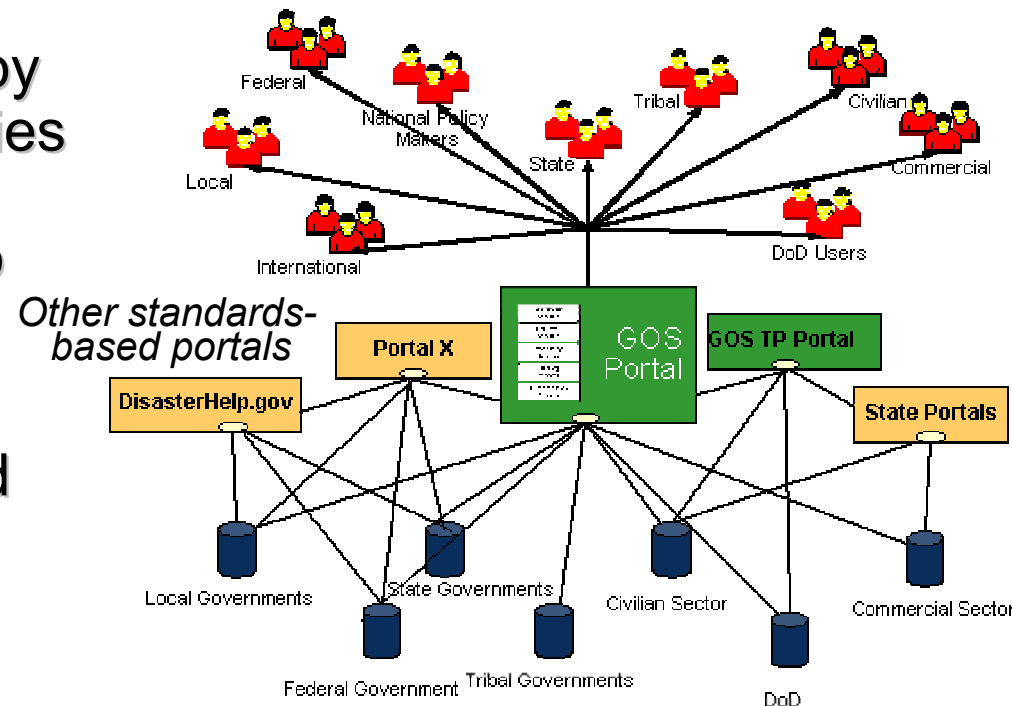 by
ies
Federal
National Policy
Makers
Tribal
Civilian
Local
State
Commercial
International
DoD Users
Other standards-
based portals
Portal X
GOS
Portal
GOS TP Portal
DisasterHelp.gov
State Portals
Local Governments
State Governments
Civilian Sector
Commercial Sector
Federal Government
Tribal Governments
DoD